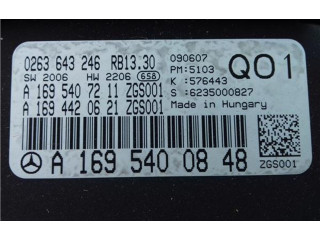 0263 643 246 RB13.30
SW 2006 HW 2206 658
A 169 540 72 11 ZGS001
A 169 442 06 21 ZGS001
090607
PM: 5103
K : 576443
S : 6235000827
Q01
Made in Hungary
A 169 540 08 48
ZGS001